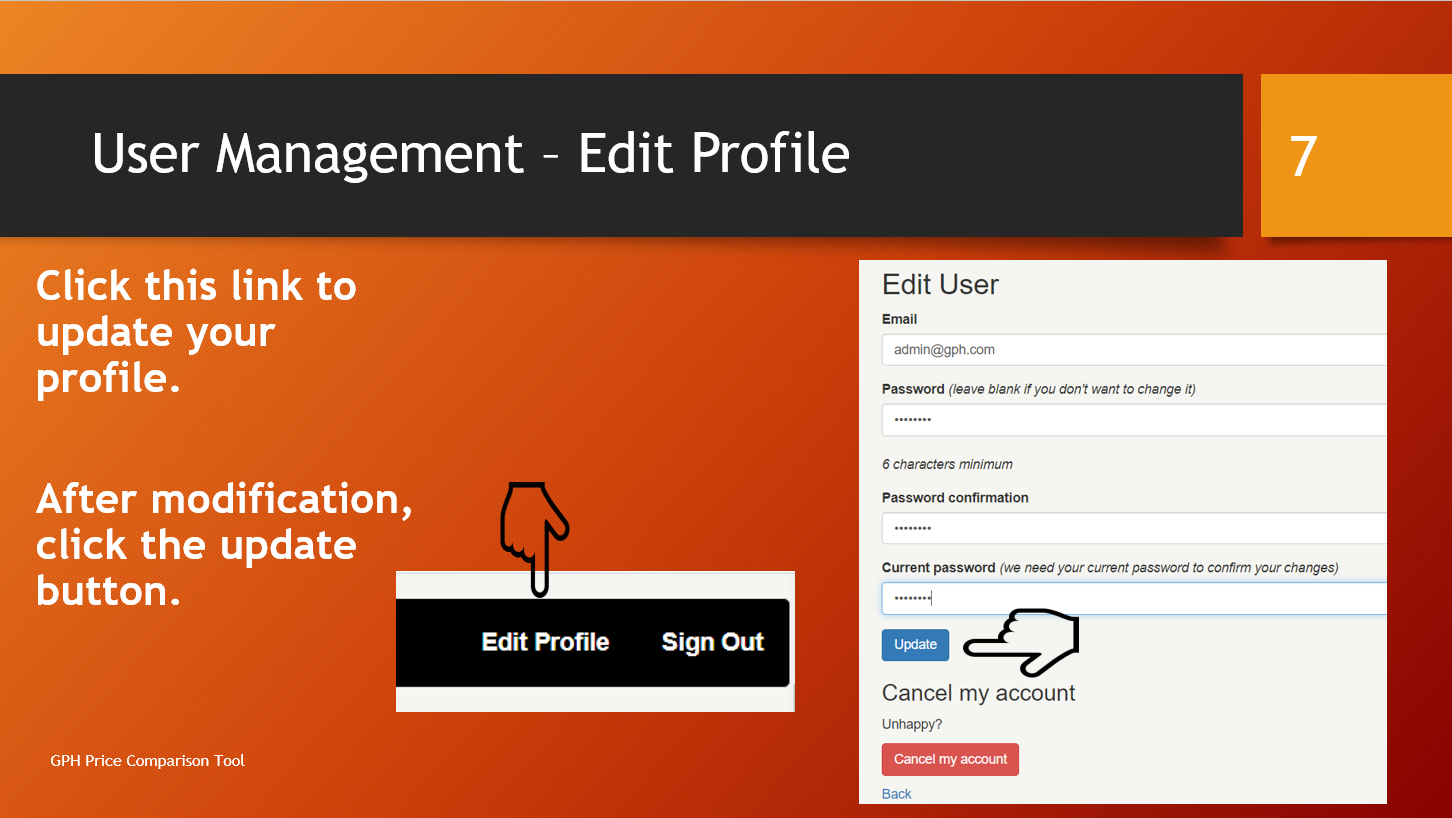 User Management – Edit Profile
7
Click this link to
update your
profile.
After modification,
click the update
button.
Edit Profile Sign Out
GPH Price Comparison Tool
Edit User
Email
admin@gph.com
Password (leave blank if you don't want to change it)
••••••••
6 characters minimum
Password confirmation
••••••••
Current password (we need your current password to confirm your changes)
••••••••
Update
Cancel my account
Unhappy?
Cancel my account
Back